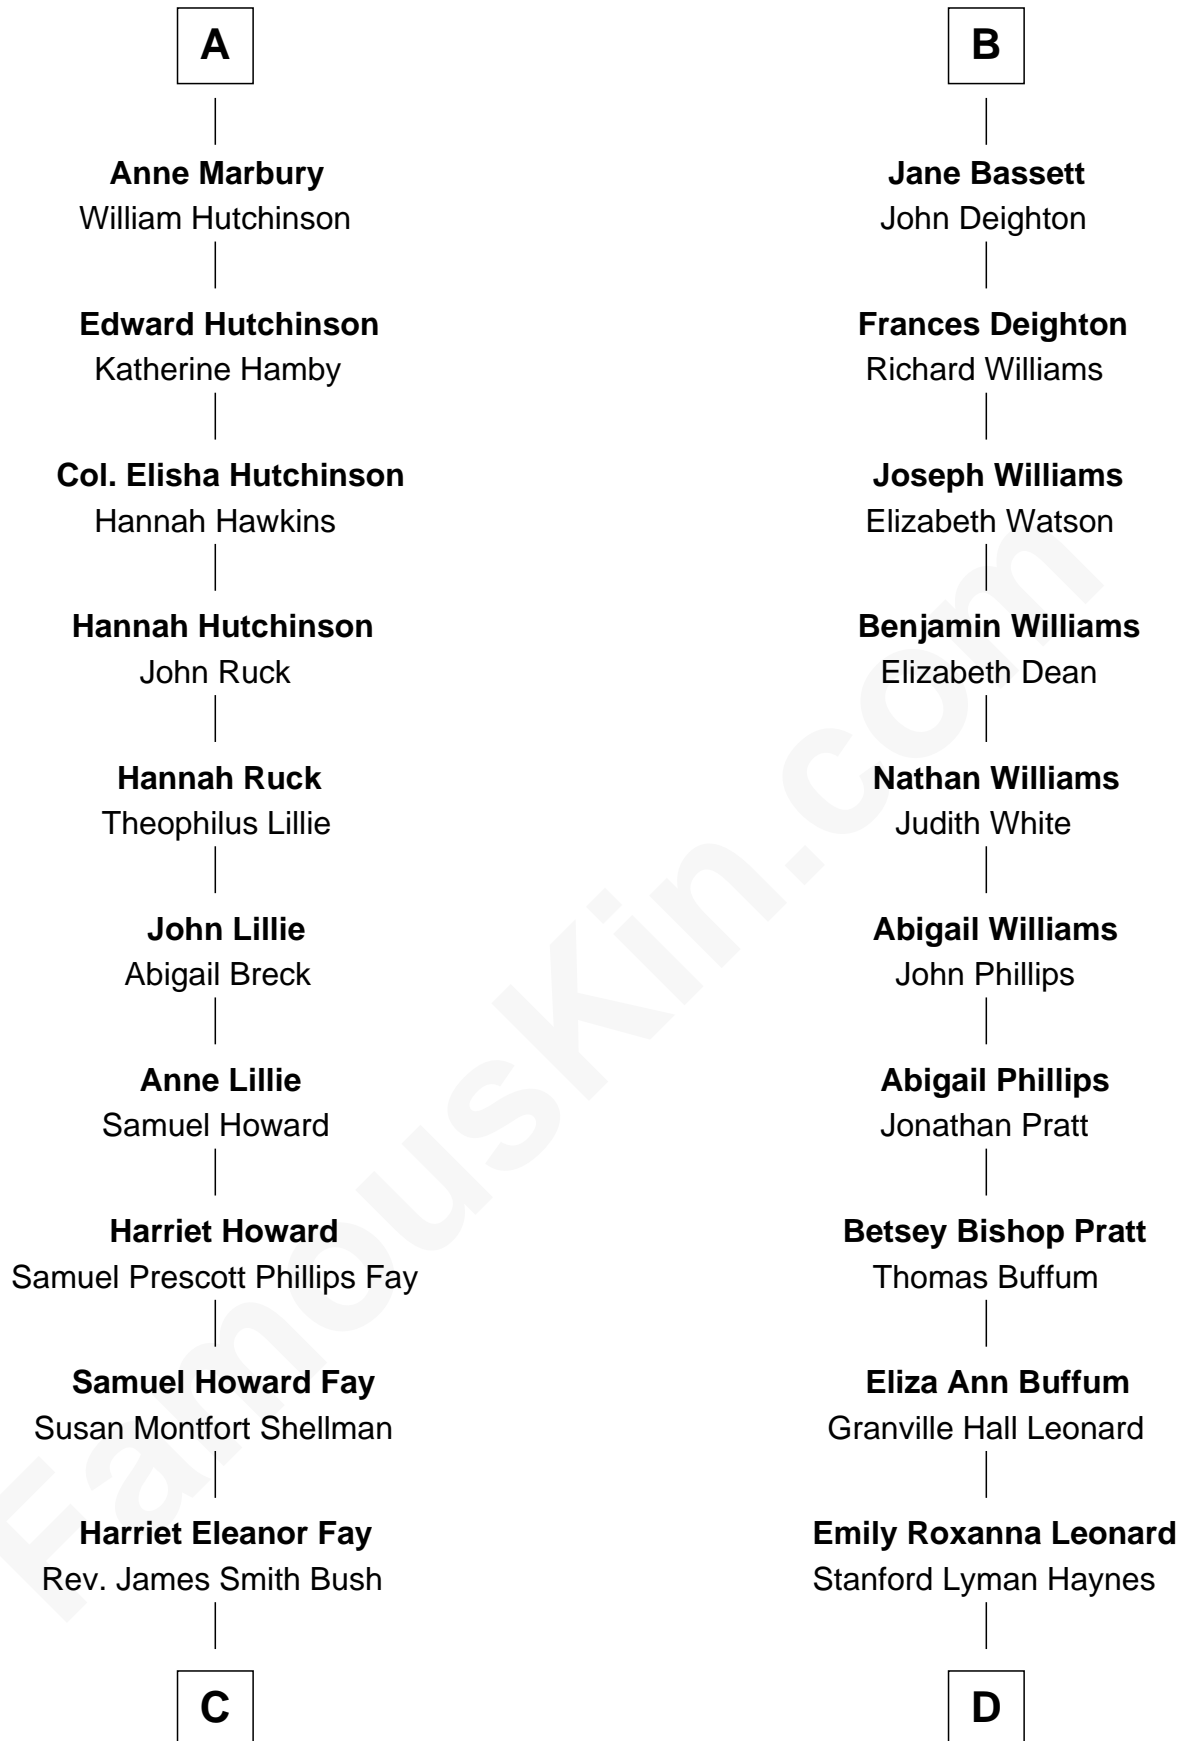 A
Anne Marbury
William Hutchinson
Edward Hutchinson
Katherine Hamby
Col. Elisha Hutchinson
Hannah Hawkins
Hannah Hutchinson
John Ruck
Hannah Ruck
Theophilus Lillie
John Lillie
Abigail Breck
Anne Lillie
Samuel Howard
Harriet Howard
Samuel Prescott Phillips Fay
Samuel Howard Fay
Susan Montfort Shellman
Harriet Eleanor Fay
Rev. James Smith Bush
C
B
Jane Bassett
John Deighton
Frances Deighton
Richard Williams
Joseph Williams
Elizabeth Watson
Benjamin Williams
Elizabeth Dean
Nathan Williams
Judith White
Abigail Williams
John Phillips
Abigail Phillips
Jonathan Pratt
Betsey Bishop Pratt
Thomas Buffum
Eliza Ann Buffum
Granville Hall Leonard
Emily Roxanna Leonard
Stanford Lyman Haynes
D
FamousKin.com